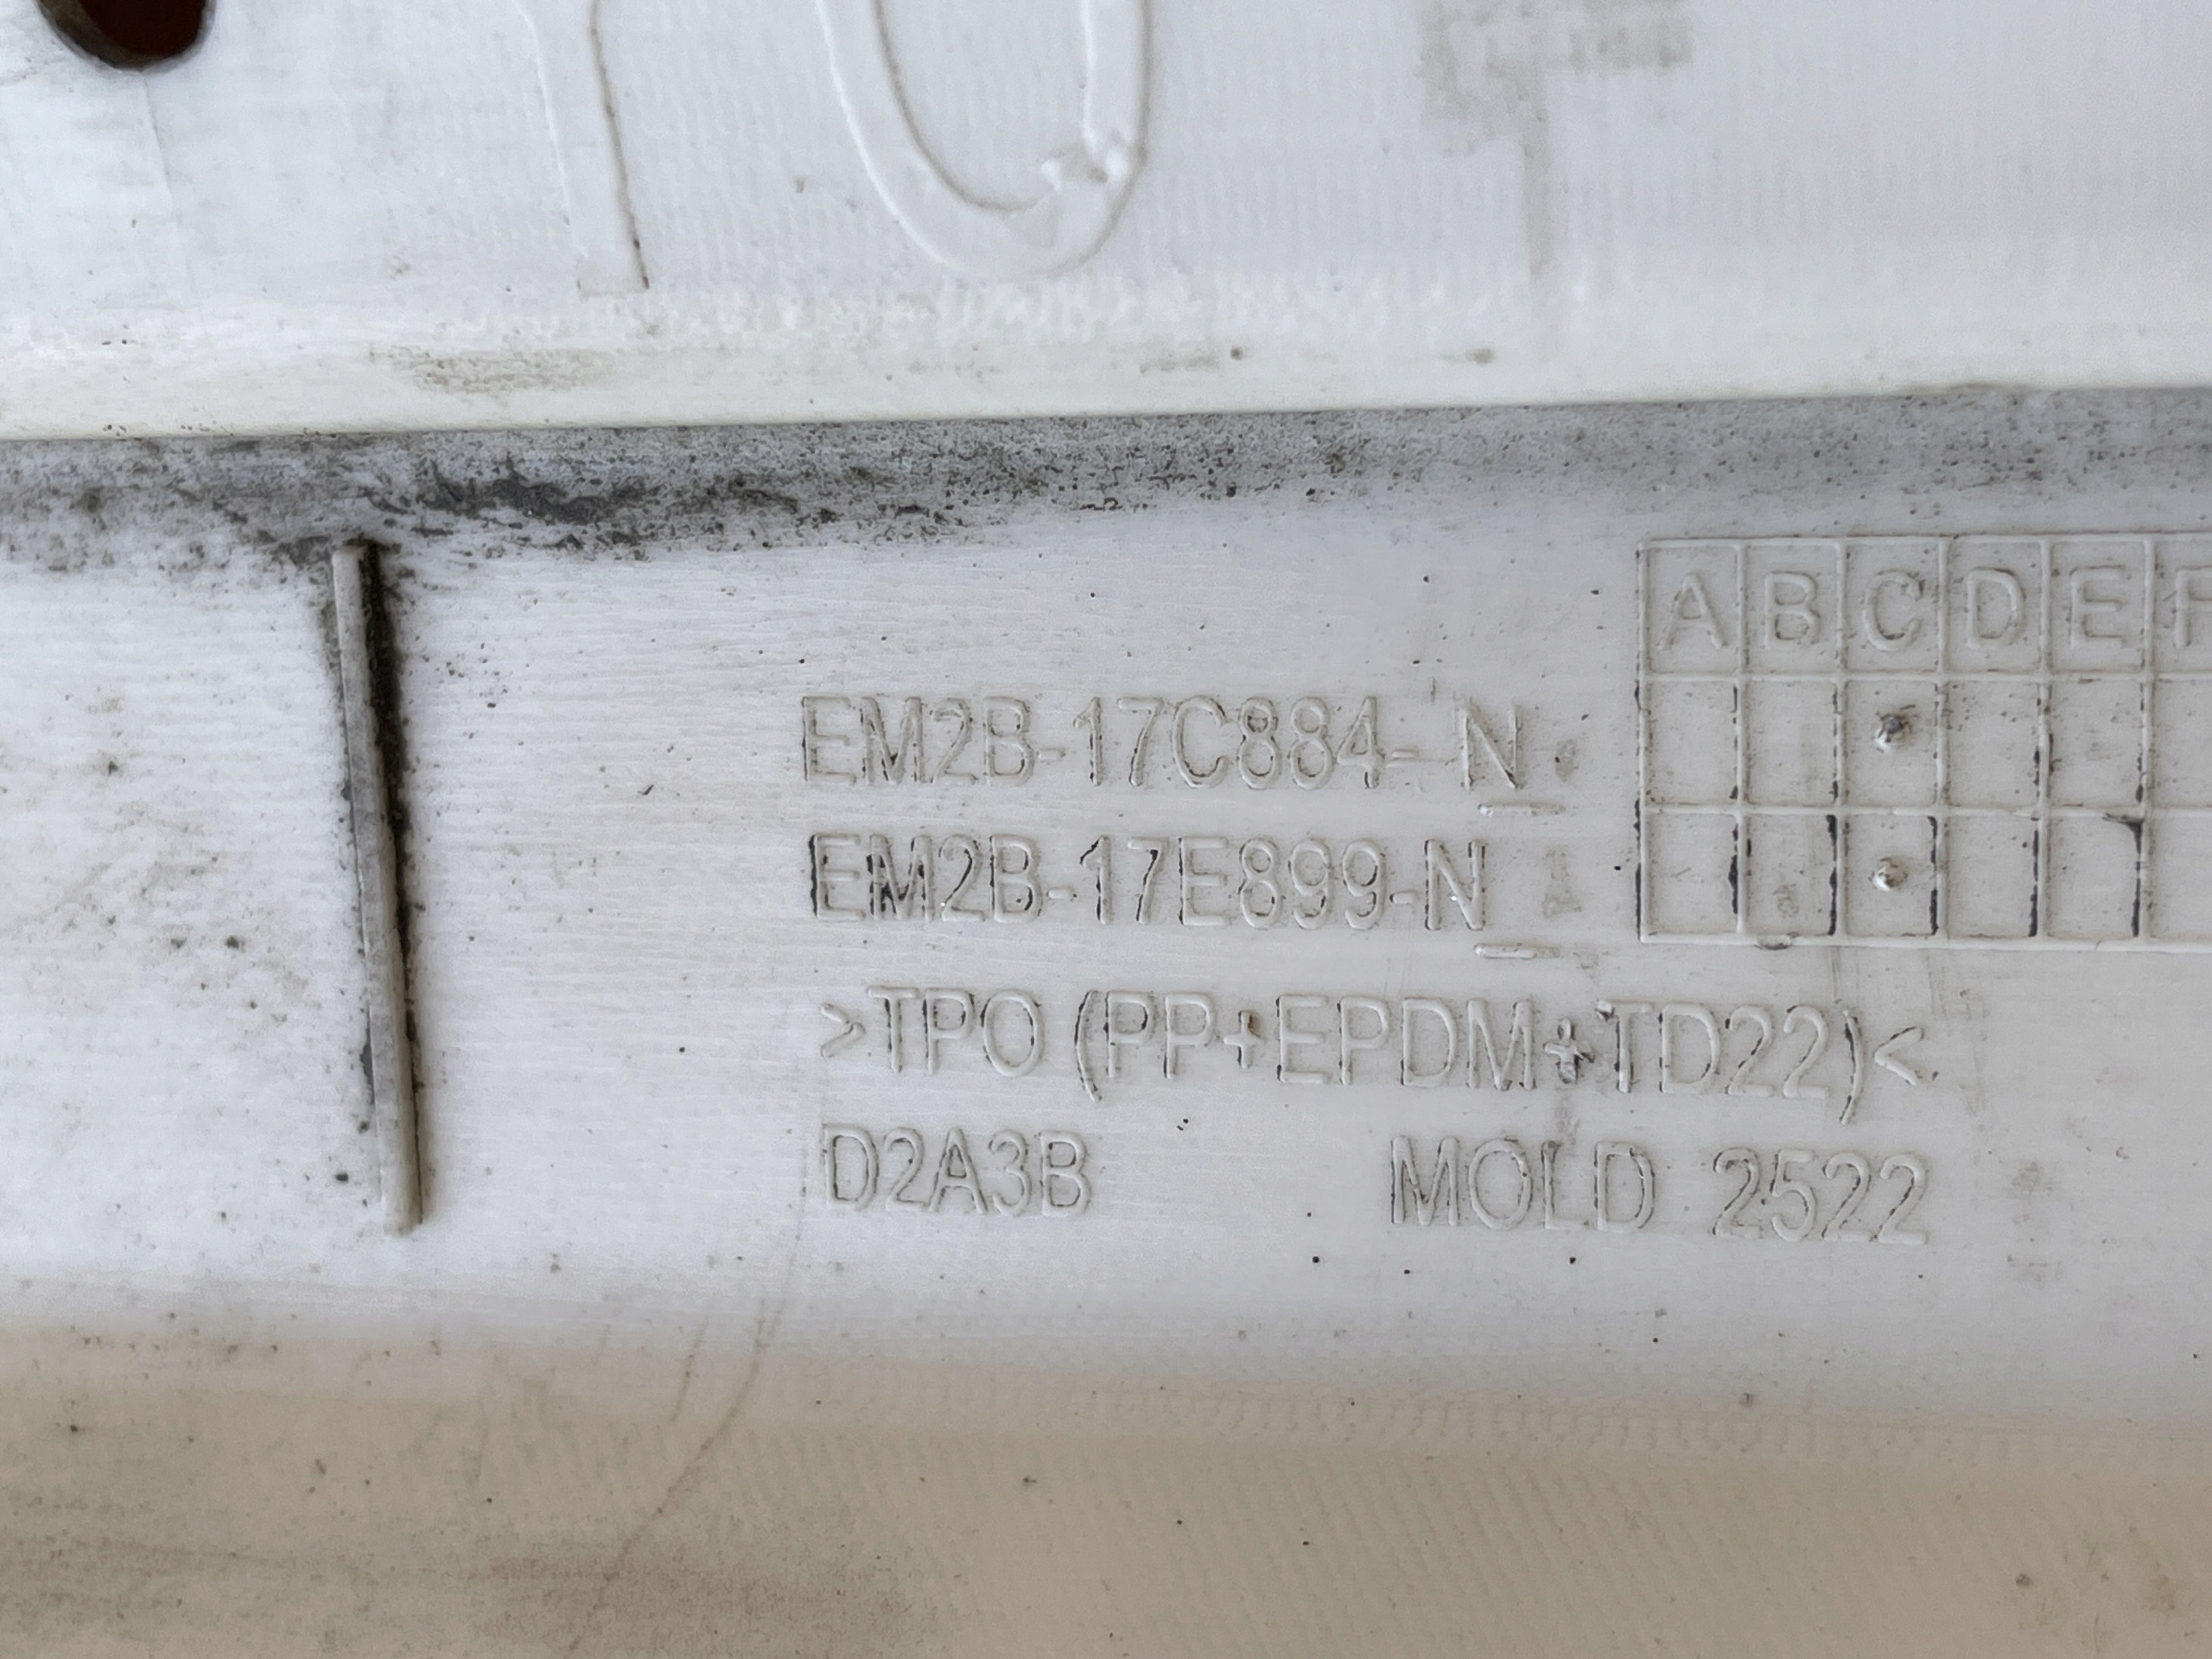 A B C D E F
EM2B-17C884- N
EM2B-17E899-N
>TPO (PP+EPDM+TD22)<
D2A3B MOLD 2522